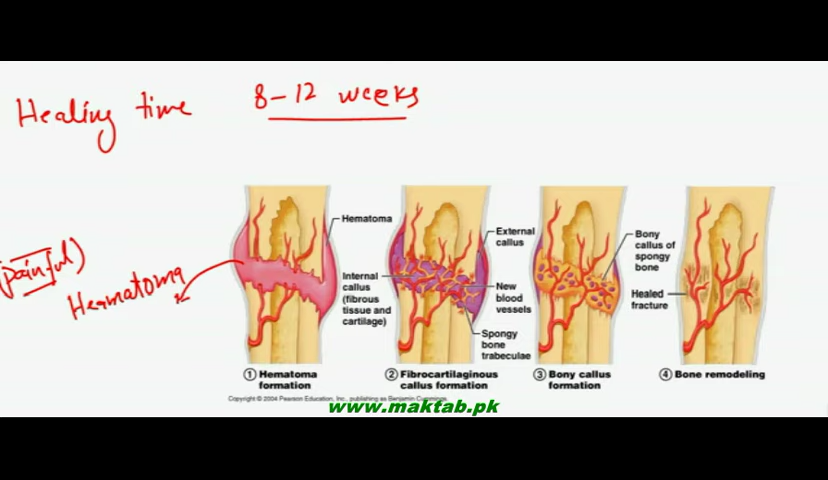 Healing time 8-12 weeks
(painful)
Hematoma
Hematoma
Internal
callus
(fibrous
tissue and
cartilage)
External
callus
New
blood
vessels
Spongy
bone
trabeculae
Bony
callus of
spongy
bone
Healed
fracture
① Hematoma
formation
② Fibrocartilaginous
callus formation
③ Bony callus
formation
④ Bone remodeling
Copyright © 2004 Pearson Education, Inc., publishing as Benjamin Cummings.
www.maktab.pk